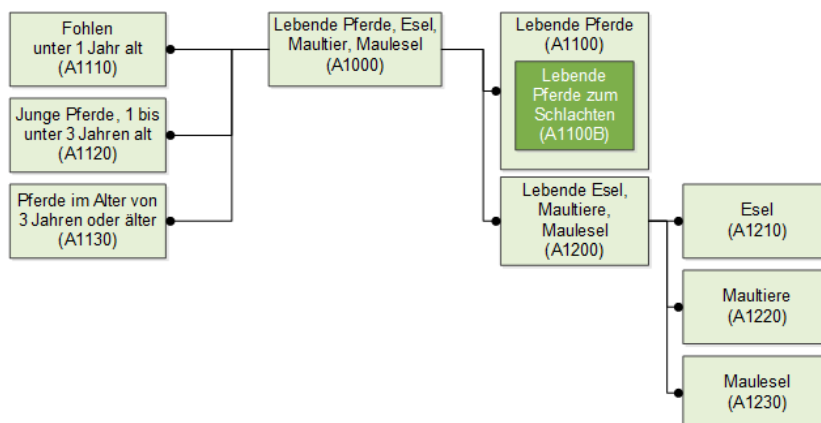 Fohlen
unter 1 Jahr alt
(A1110)
Junge Pferde, 1 bis
unter 3 Jahren alt
(A1120)
Pferde im Alter von
3 Jahren oder älter
(A1130)
Lebende Pferde, Esel,
Maultier, Maulesel
(A1000)
Lebende Pferde
(A1100)
Lebende
Pferde zum
Schlachten
(A1100B)
Lebende Esel,
Maultiere,
Maulesel
(A1200)
Esel
(A1210)
Maultiere
(A1220)
Maulesel
(A1230)